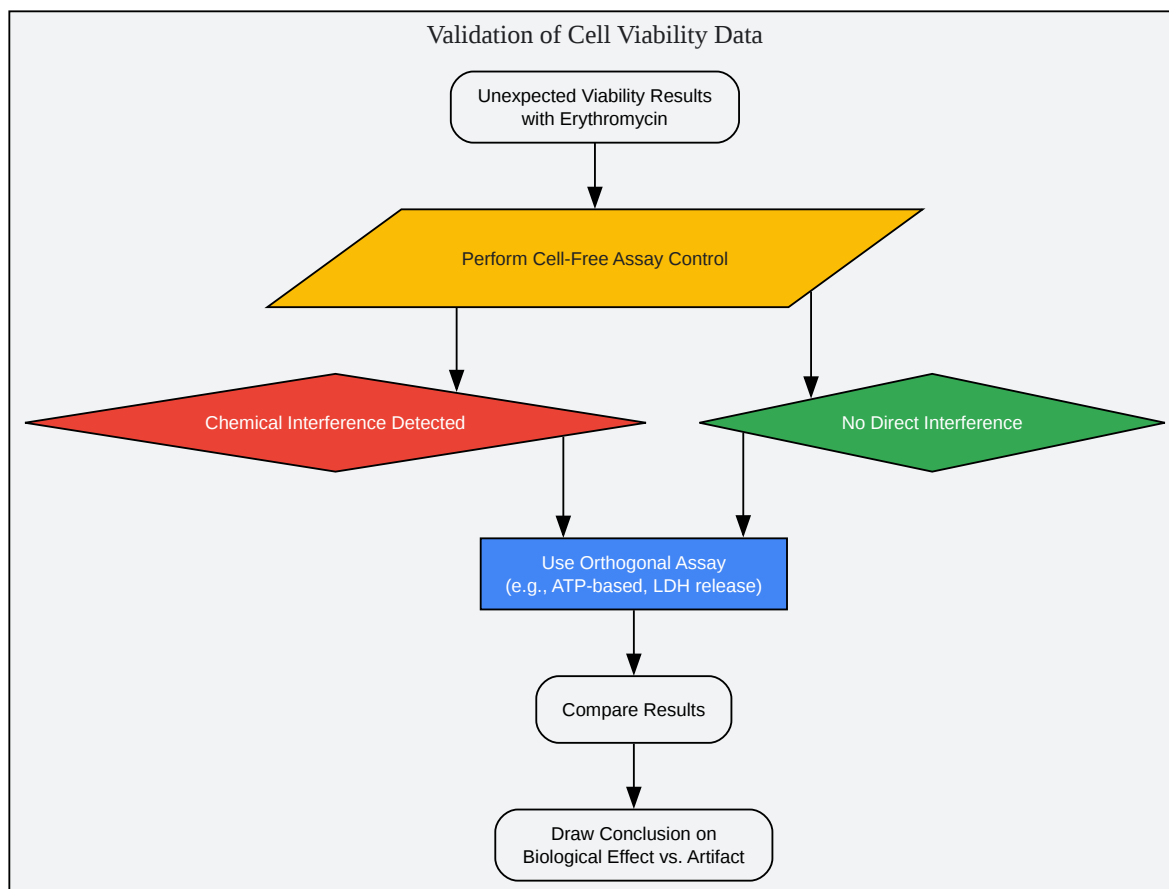 Validation of Cell Viability Data
Unexpected Viability Results
with Erythromycin
Perform Cell-Free Assay Control
Chemical Interference Detected
No Direct Interference
Use Orthogonal Assay
(e.g., ATP-based, LDH release)
Compare Results
Draw Conclusion on
Biological Effect vs. Artifact